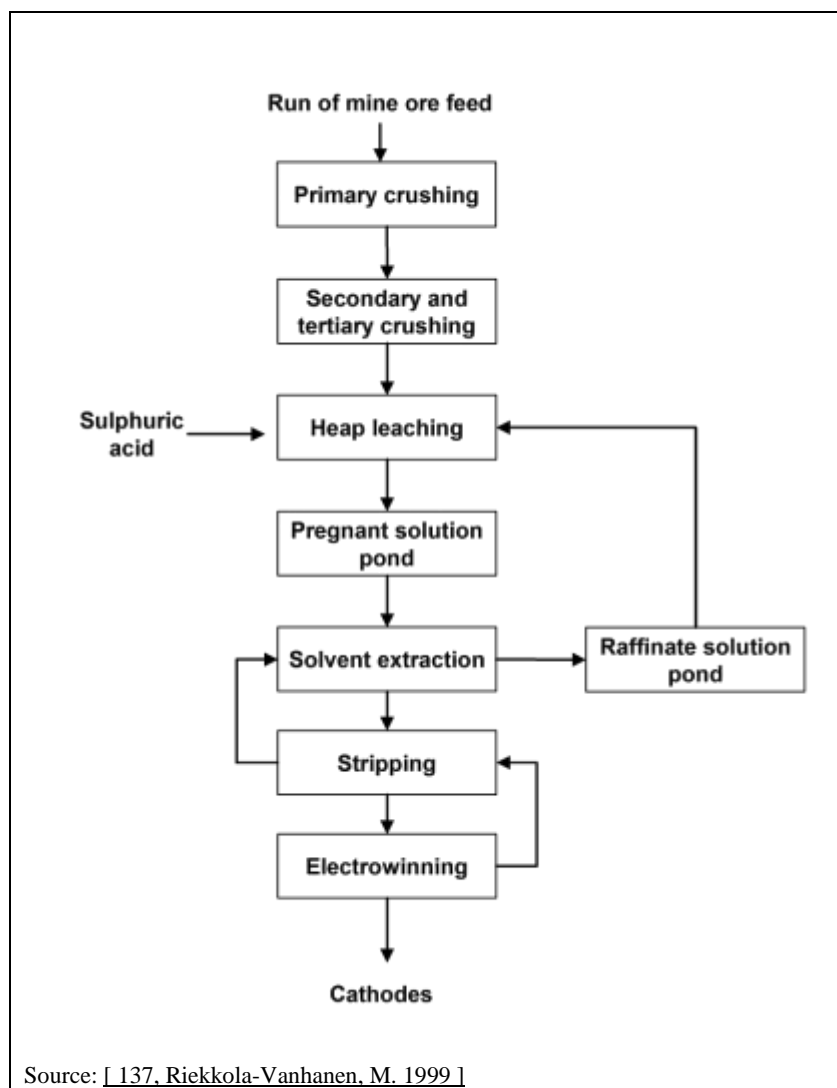 Run of mine ore feed
Primary crushing
Secondary and
tertiary crushing
Sulphuric
acid
Heap leaching
Pregnant solution
pond
Solvent extraction
Raffinate solution
pond
Stripping
Electrowinning
Cathodes
Source: [ 137, Riekkola-Vanhanen, M. 1999 ]